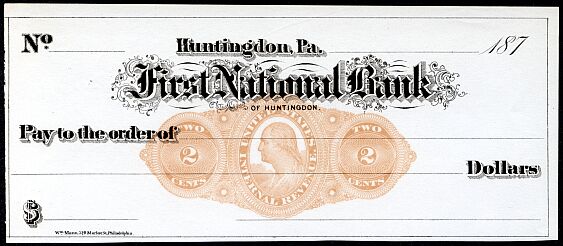 No. Huntingdon, Pa. 187
First National Bank
OF HUNTINGDON.
Pay to the order of
UNITED STATES
INTERNAL REVENUE
TWO 2 CENTS
TWO 2 CENTS
Dollars
$
Wm Mann, 529 Market St, Philadelphia.